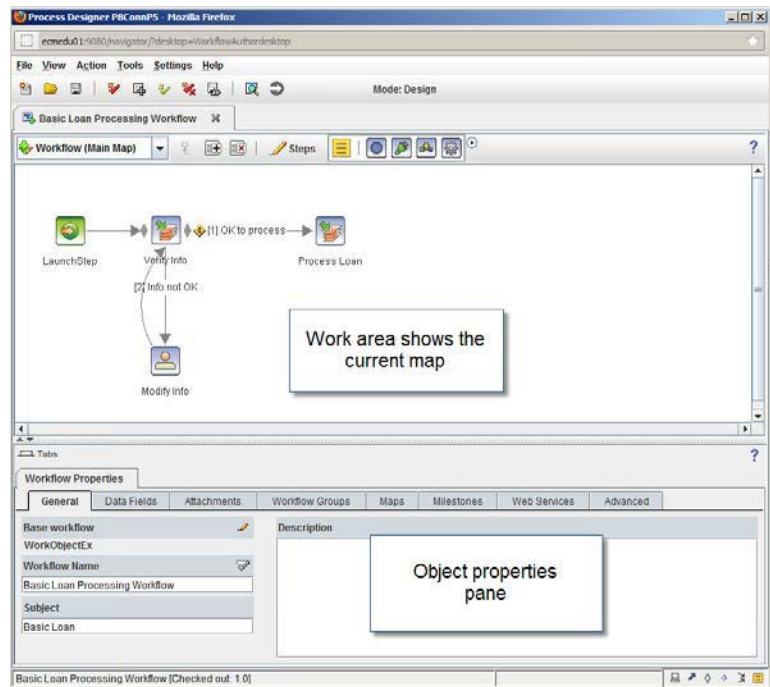 Process Designer P8ConnP5 - Mozilla Firefox
ecmedu01:9080/navigator/?desktop=WorkflowAuthordesktop
File View Action Tools Settings Help
Mode: Design
Basic Loan Processing Workflow
Workflow (Main Map) Steps ?
[1] OK to process
LaunchStep Verify Info Process Loan
[2] Info not OK
Work area shows the
current map
Modify Info
Tabs ?
Workflow Properties
General Data Fields Attachments Workflow Groups Maps Milestones Web Services Advanced
Base workflow Description
WorkObjectEx
Workflow Name
Basic Loan Processing Workflow
Object properties
pane
Subject
Basic Loan
Basic Loan Processing Workflow [Checked out: 1.0]